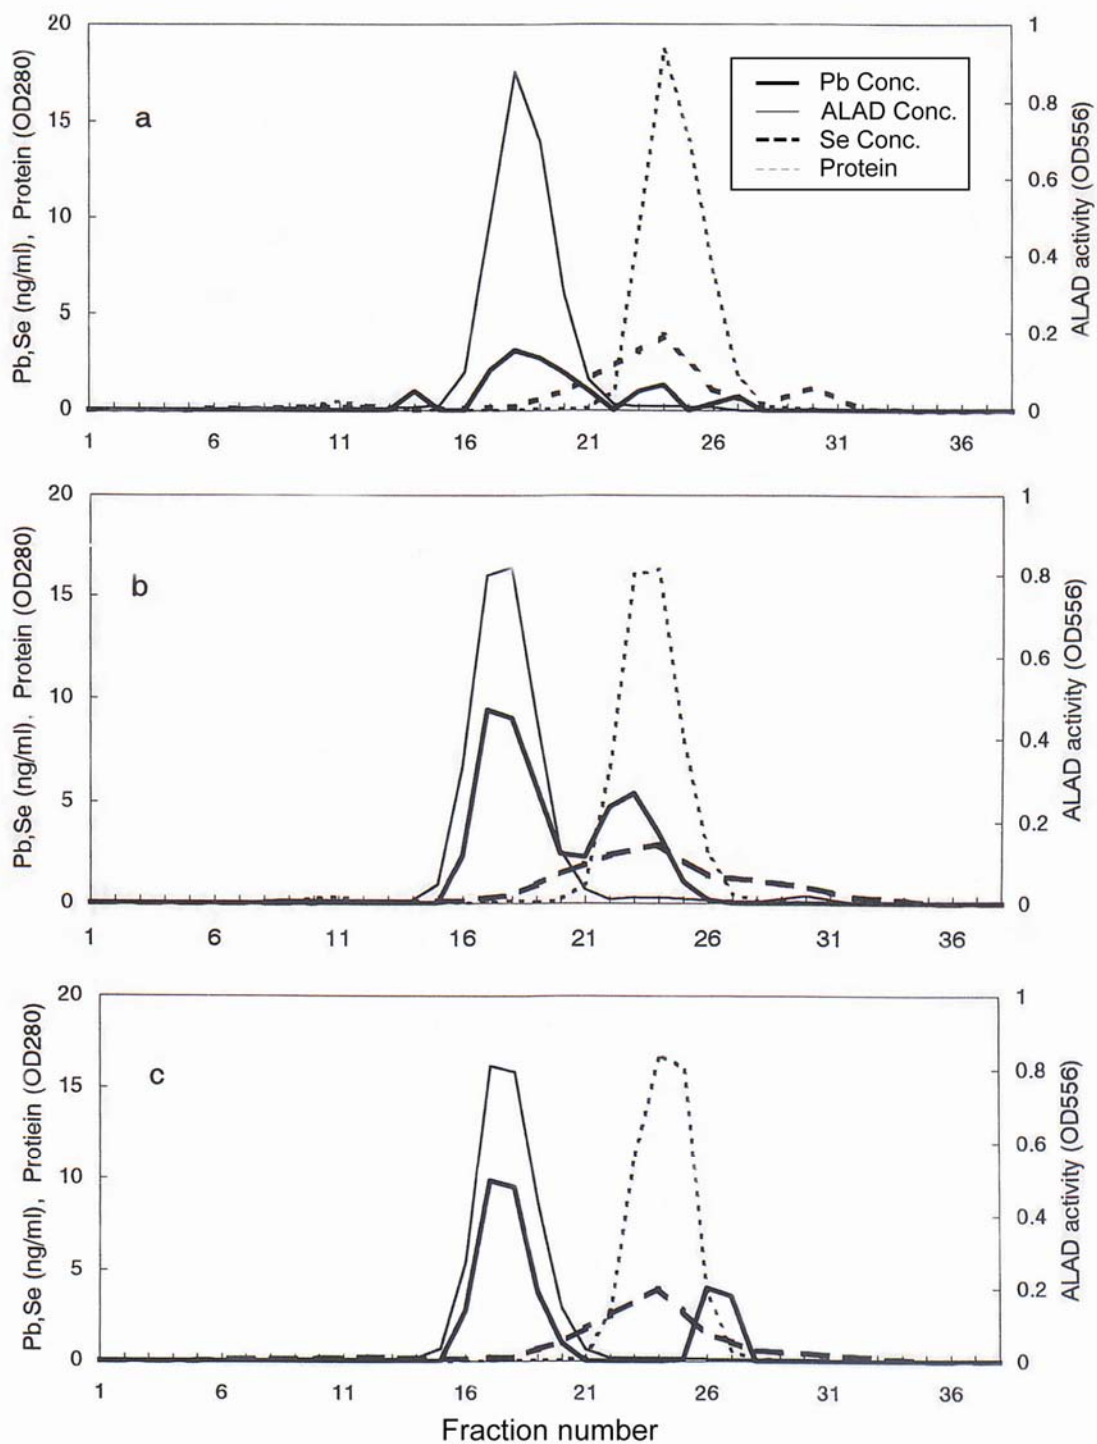 20
15
10
5
0
Pb,Se (ng/ml), Protein (OD280)
a
Pb Conc.
ALAD Conc.
Se Conc.
Protein
1
0.8
0.6
0.4
0.2
0
ALAD activity (OD556)
1 6 11 16 21 26 31 36
20
15
10
5
0
Pb,Se (ng/ml), Protein (OD280)
b
1
0.8
0.6
0.4
0.2
0
ALAD activity (OD556)
1 6 11 16 21 26 31 36
20
15
10
5
0
Pb,Se (ng/ml), Protiein (OD280)
c
1
0.8
0.6
0.4
0.2
0
ALAD activity (OD556)
1 6 11 16 21 26 31 36
Fraction number